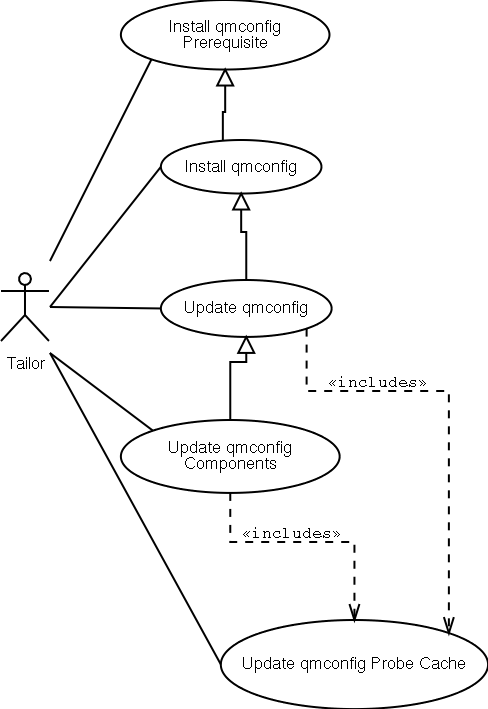 Install qmconfig
Prerequisite
Install qmconfig
Update qmconfig
Tailor
«includes»
Update qmconfig
Components
«includes»
Update qmconfig Probe Cache